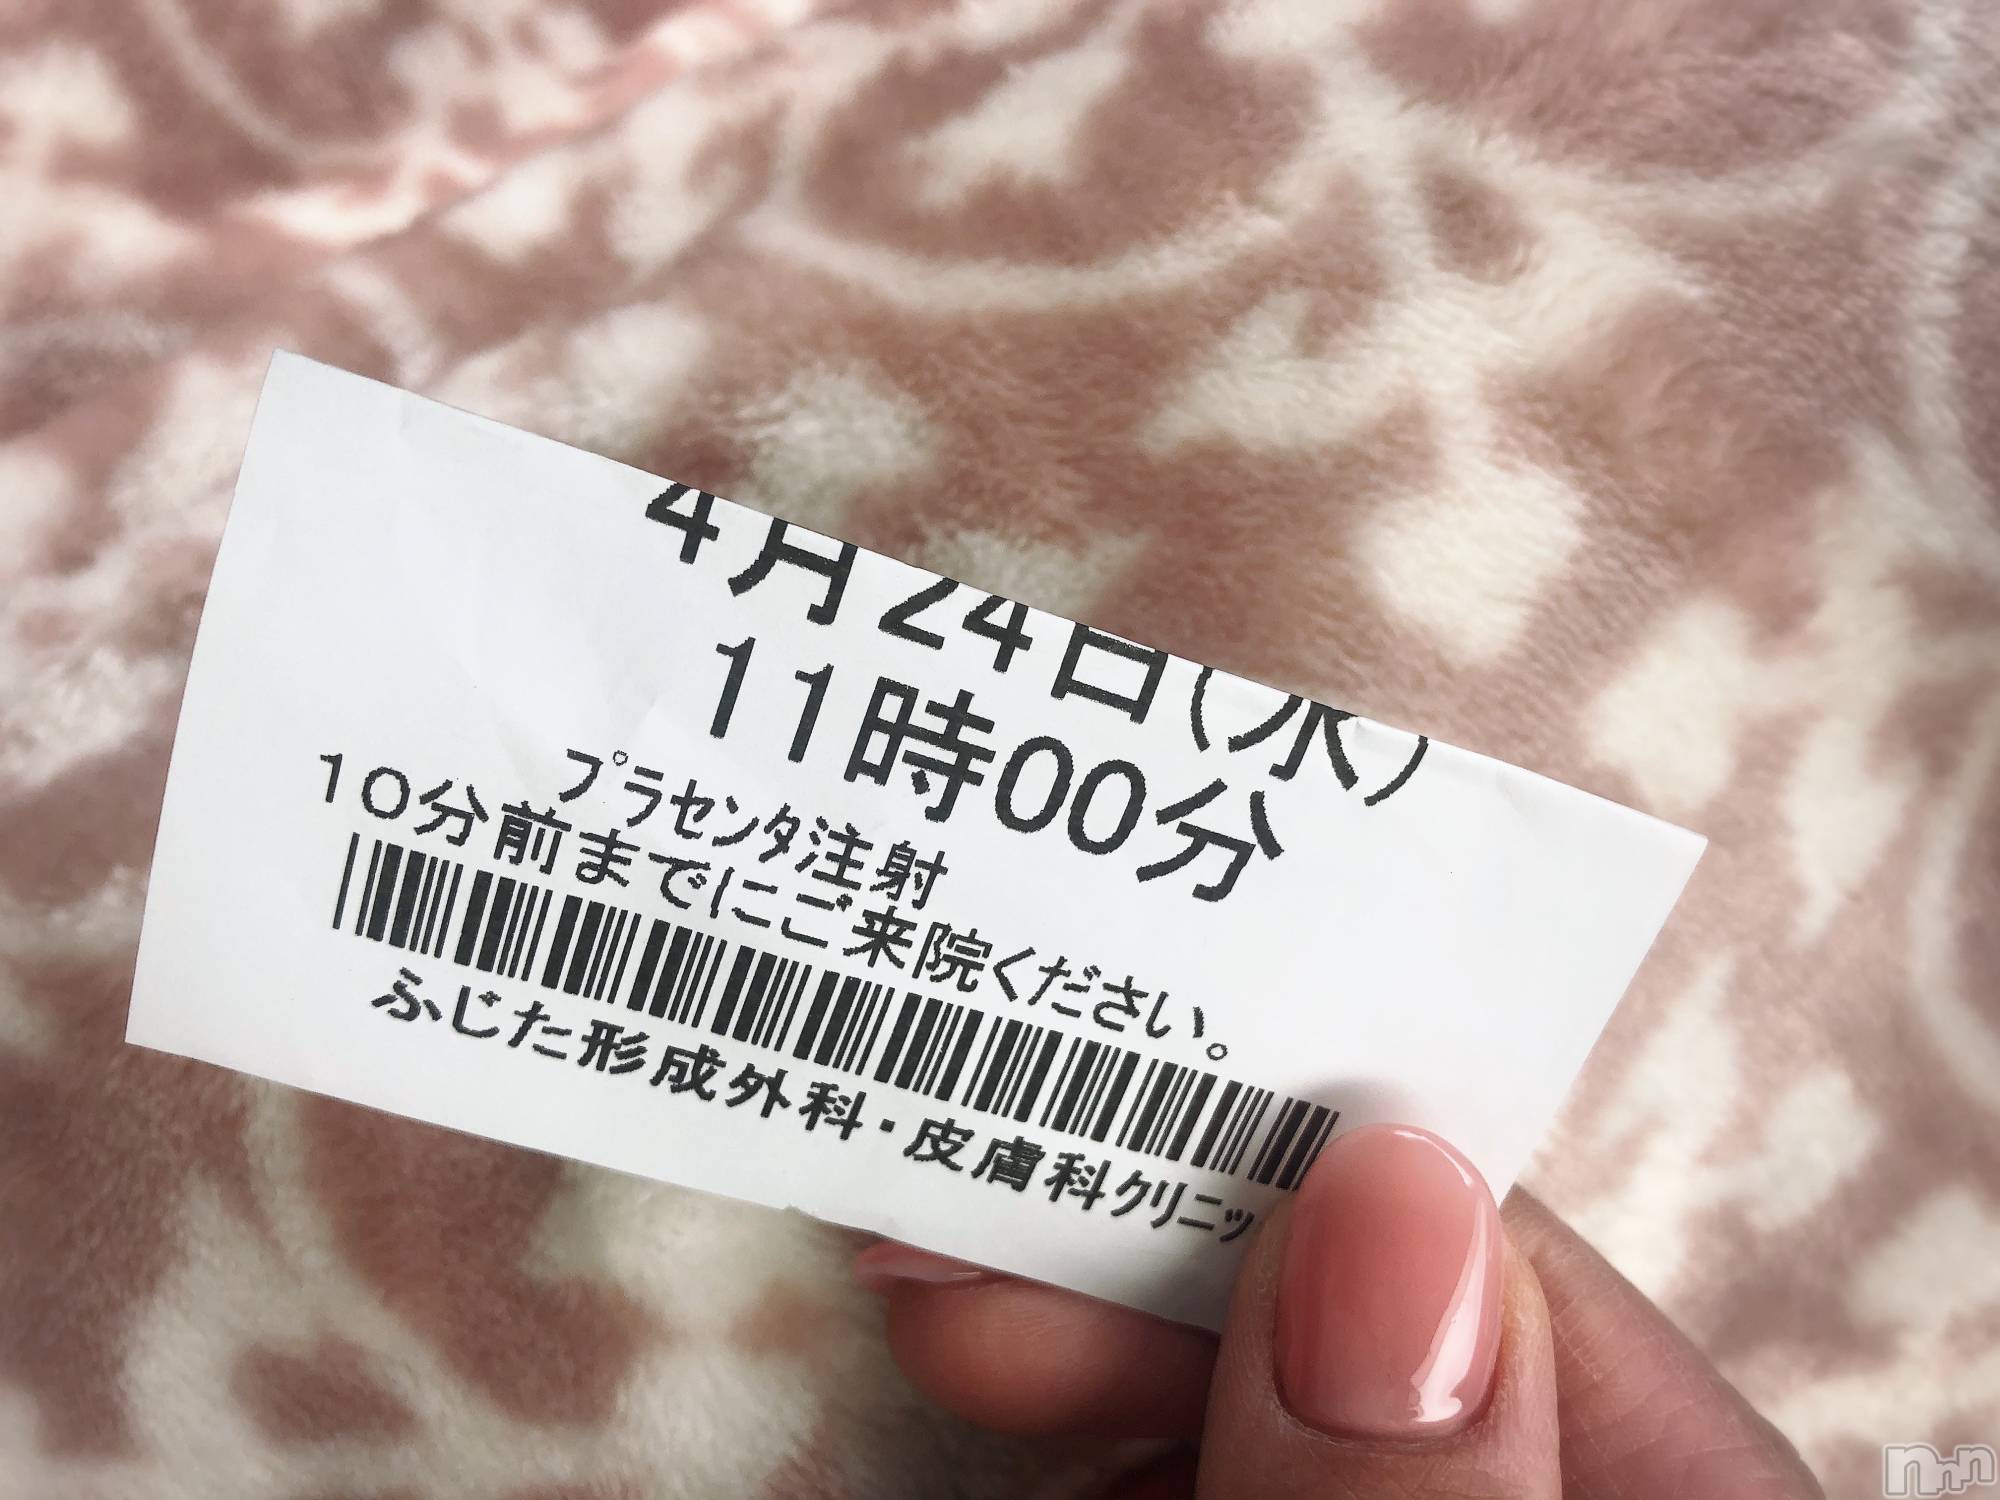 4月24日(水)
11時00分
プラセンタ注射
10分前までにご来院ください。
ふじた形成外科・皮膚科クリニッ
nnn